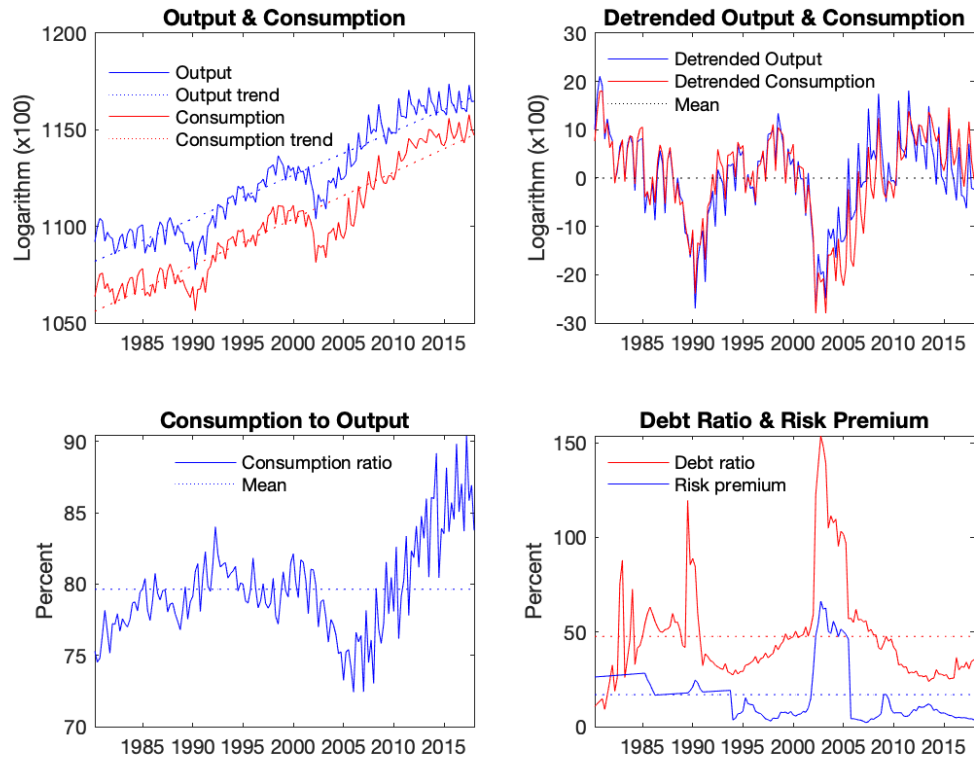 Output & Consumption
1200
1150
1100
1050
Logarithm (x100)
Output
Output trend
Consumption
Consumption trend
1985 1990 1995 2000 2005 2010 2015
Detrended Output & Consumption
30
20
10
0
-10
-20
-30
Logarithm (x100)
Detrended Output
Detrended Consumption
Mean
1985 1990 1995 2000 2005 2010 2015
Consumption to Output
90
85
80
75
70
Percent
Consumption ratio
Mean
1985 1990 1995 2000 2005 2010 2015
Debt Ratio & Risk Premium
150
100
50
0
Percent
Debt ratio
Risk premium
1985 1990 1995 2000 2005 2010 2015